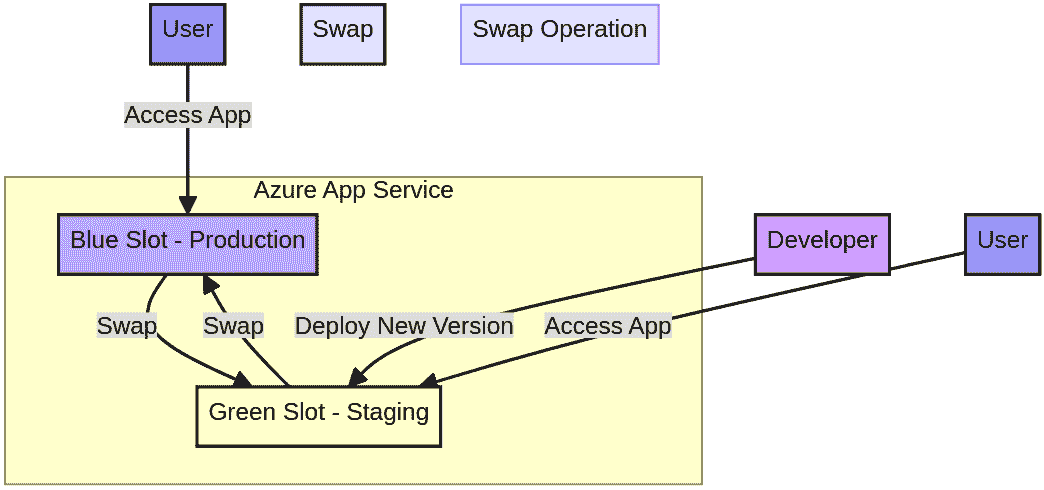 User
Swap
Swap Operation
Access App
Azure App Service
Blue Slot - Production
Developer
User
Swap
Swap
Deploy New Version
Access App
Green Slot - Staging